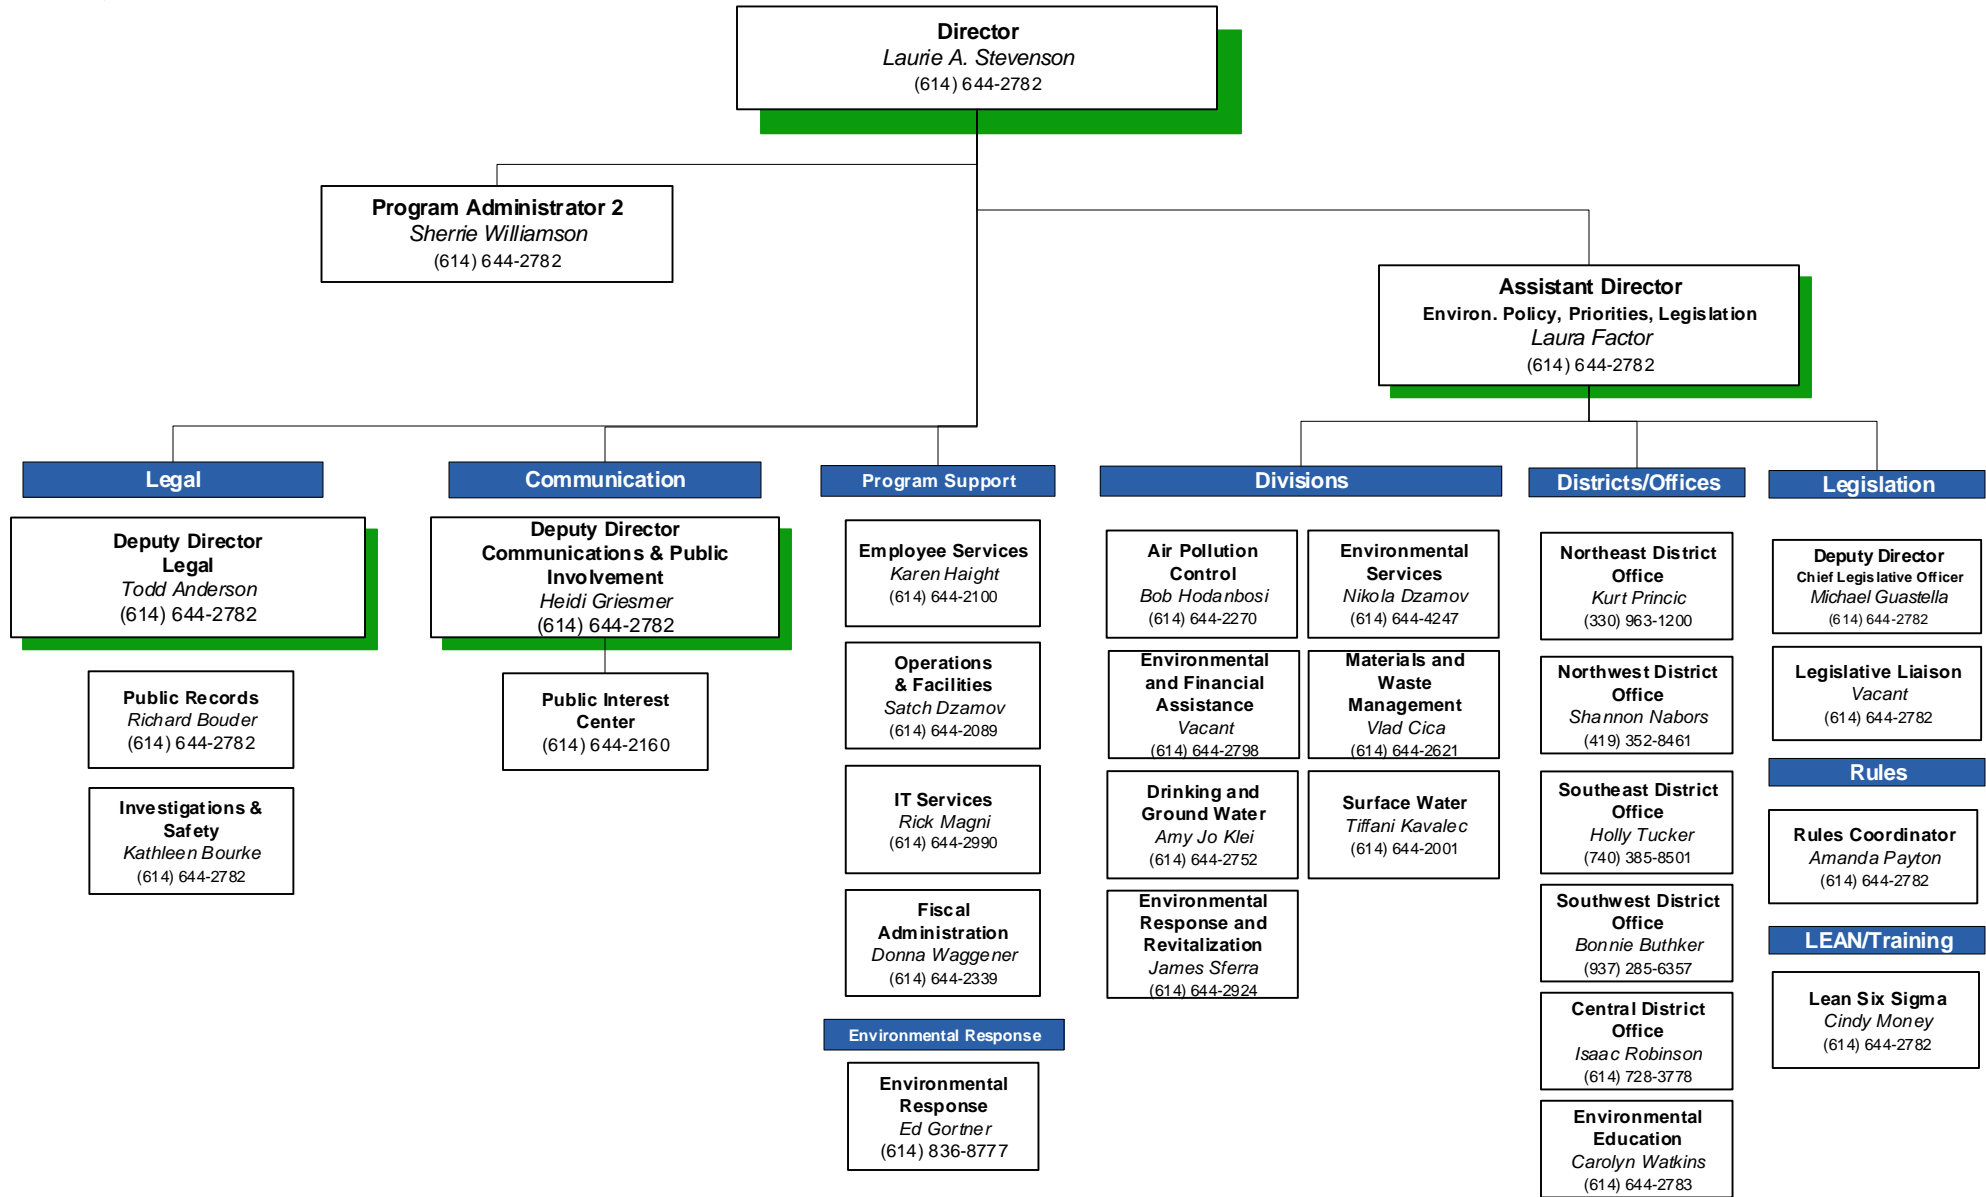 Director
Laurie A. Stevenson
(614) 644-2782
Program Administrator 2
Sherrie Williamson
(614) 644-2782
Assistant Director
Environ. Policy, Priorities, Legislation
Laura Factor
(614) 644-2782
Legal
Deputy Director
Legal
Todd Anderson
(614) 644-2782
Public Records
Richard Bouder
(614) 644-2782
Investigations &
Safety
Kathleen Bourke
(614) 644-2782
Communication
Deputy Director
Communications & Public
Involvement
Heidi Griesmer
(614) 644-2782
Public Interest
Center
(614) 644-2160
Program Support
Employee Services
Karen Haight
(614) 644-2100
Operations
& Facilities
Satch Dzamov
(614) 644-2089
IT Services
Rick Magni
(614) 644-2990
Fiscal
Administration
Donna Waggener
(614) 644-2339
Environmental Response
Environmental
Response
Ed Gortner
(614) 836-8777
Divisions
Air Pollution
Control
Bob Hodanbosi
(614) 644-2270
Environmental
Services
Nikola Dzamov
(614) 644-4247
Environmental
and Financial
Assistance
Vacant
(614) 644-2798
Materials and
Waste
Management
Vlad Cica
(614) 644-2621
Drinking and
Ground Water
Amy Jo Klei
(614) 644-2752
Surface Water
Tiffani Kavalec
(614) 644-2001
Environmental
Response and
Revitalization
James Sferra
(614) 644-2924
Districts/Offices
Northeast District
Office
Kurt Princic
(330) 963-1200
Northwest District
Office
Shannon Nabors
(419) 352-8461
Southeast District
Office
Holly Tucker
(740) 385-8501
Southwest District
Office
Bonnie Buthker
(937) 285-6357
Central District
Office
Isaac Robinson
(614) 728-3778
Environmental
Education
Carolyn Watkins
(614) 644-2783
Legislation
Deputy Director
Chief Legislative Officer
Michael Guastella
(614) 644-2782
Legislative Liaison
Vacant
(614) 644-2782
Rules
Rules Coordinator
Amanda Payton
(614) 644-2782
LEAN/Training
Lean Six Sigma
Cindy Money
(614) 644-2782